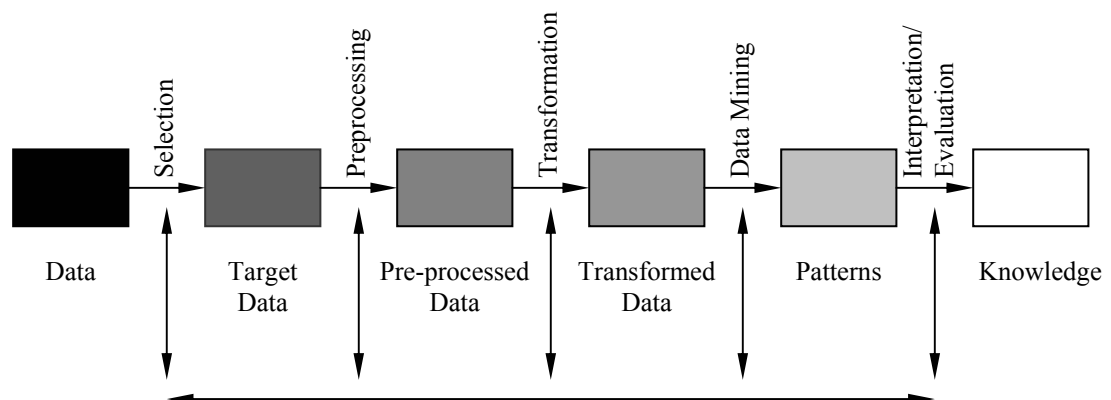 Selection
Preprocessing
Transformation
Data Mining
Interpretation/
Evaluation
Data
Target
Data
Pre-processed
Data
Transformed
Data
Patterns
Knowledge